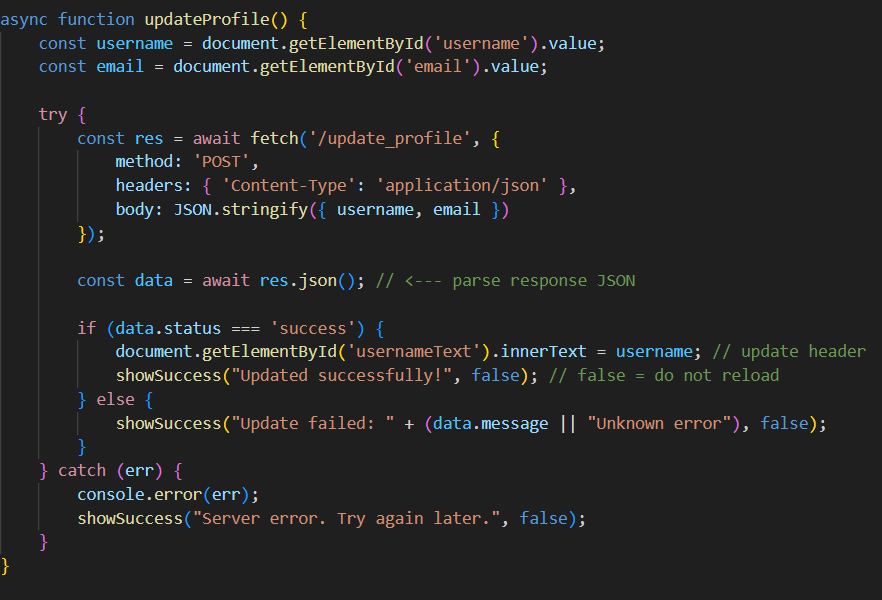 async function updateProfile() {
    const username = document.getElementById('username').value;
    const email = document.getElementById('email').value;

    try {
        const res = await fetch('/update_profile', {
            method: 'POST',
            headers: { 'Content-Type': 'application/json' },
            body: JSON.stringify({ username, email })
        });

        const data = await res.json(); // <--- parse response JSON

        if (data.status === 'success') {
            document.getElementById('usernameText').innerText = username; // update header
            showSuccess("Updated successfully!", false); // false = do not reload
        } else {
            showSuccess("Update failed: " + (data.message || "Unknown error"), false);
        }
    } catch (err) {
        console.error(err);
        showSuccess("Server error. Try again later.", false);
    }
}